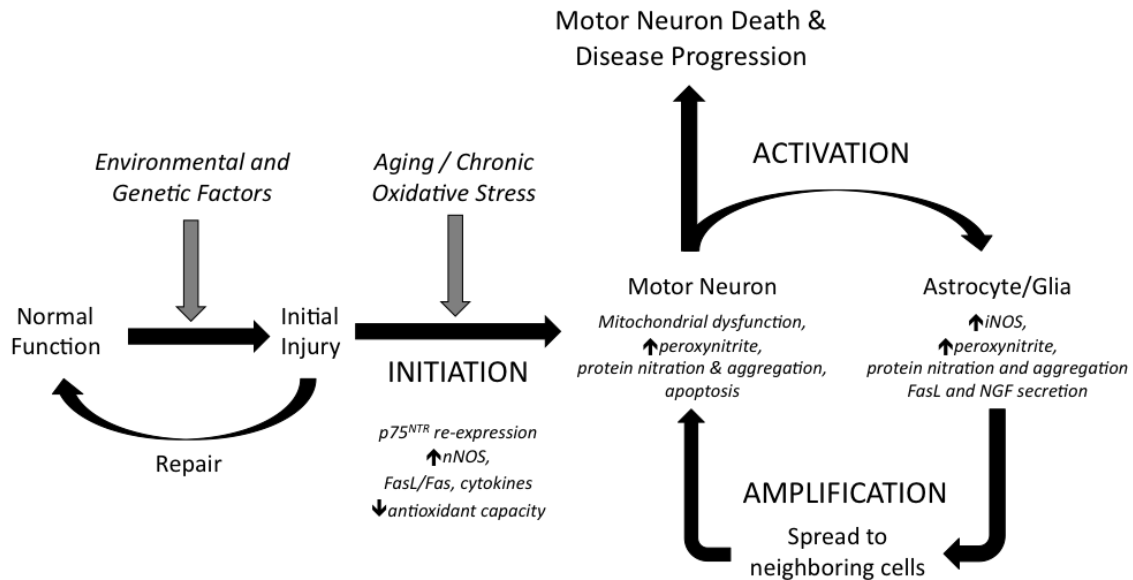 Motor Neuron Death &
Disease Progression
Environmental and
Genetic Factors
Aging / Chronic
Oxidative Stress
ACTIVATION
Normal
Function
Initial
Injury
Repair
INITIATION
p75NTR re-expression
↑nNOS,
FasL/Fas, cytokines
↓antioxidant capacity
Motor Neuron
Mitochondrial dysfunction,
↑peroxynitrite,
protein nitration & aggregation,
apoptosis
Astrocyte/Glia
↑iNOS,
↑peroxynitrite,
protein nitration and aggregation
FasL and NGF secretion
AMPLIFICATION
Spread to
neighboring cells